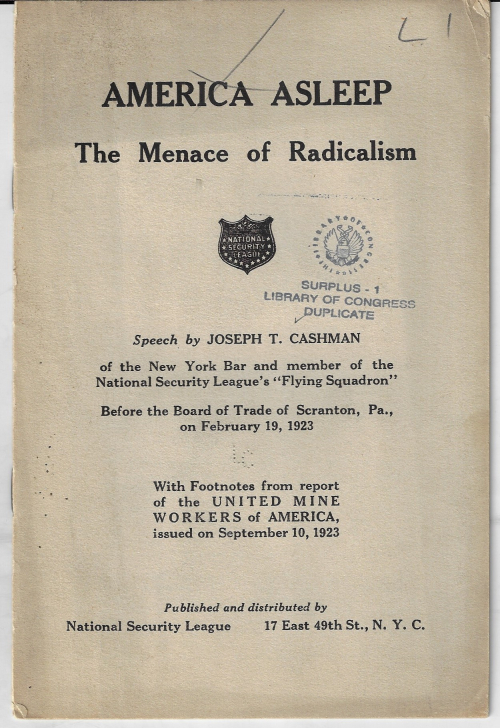 L 1
AMERICA ASLEEP
The Menace of Radicalism
NATIONAL
SECURITY
LEAGUE
LIBRARY OF CONGRESS
SURPLUS - 1
LIBRARY OF CONGRESS
DUPLICATE
Speech by JOSEPH T. CASHMAN
of the New York Bar and member of the
National Security League's "Flying Squadron"
Before the Board of Trade of Scranton, Pa.,
on February 19, 1923
With Footnotes from report
of the UNITED MINE
WORKERS of AMERICA,
issued on September 10, 1923
Published and distributed by
National Security League 17 East 49th St., N. Y. C.